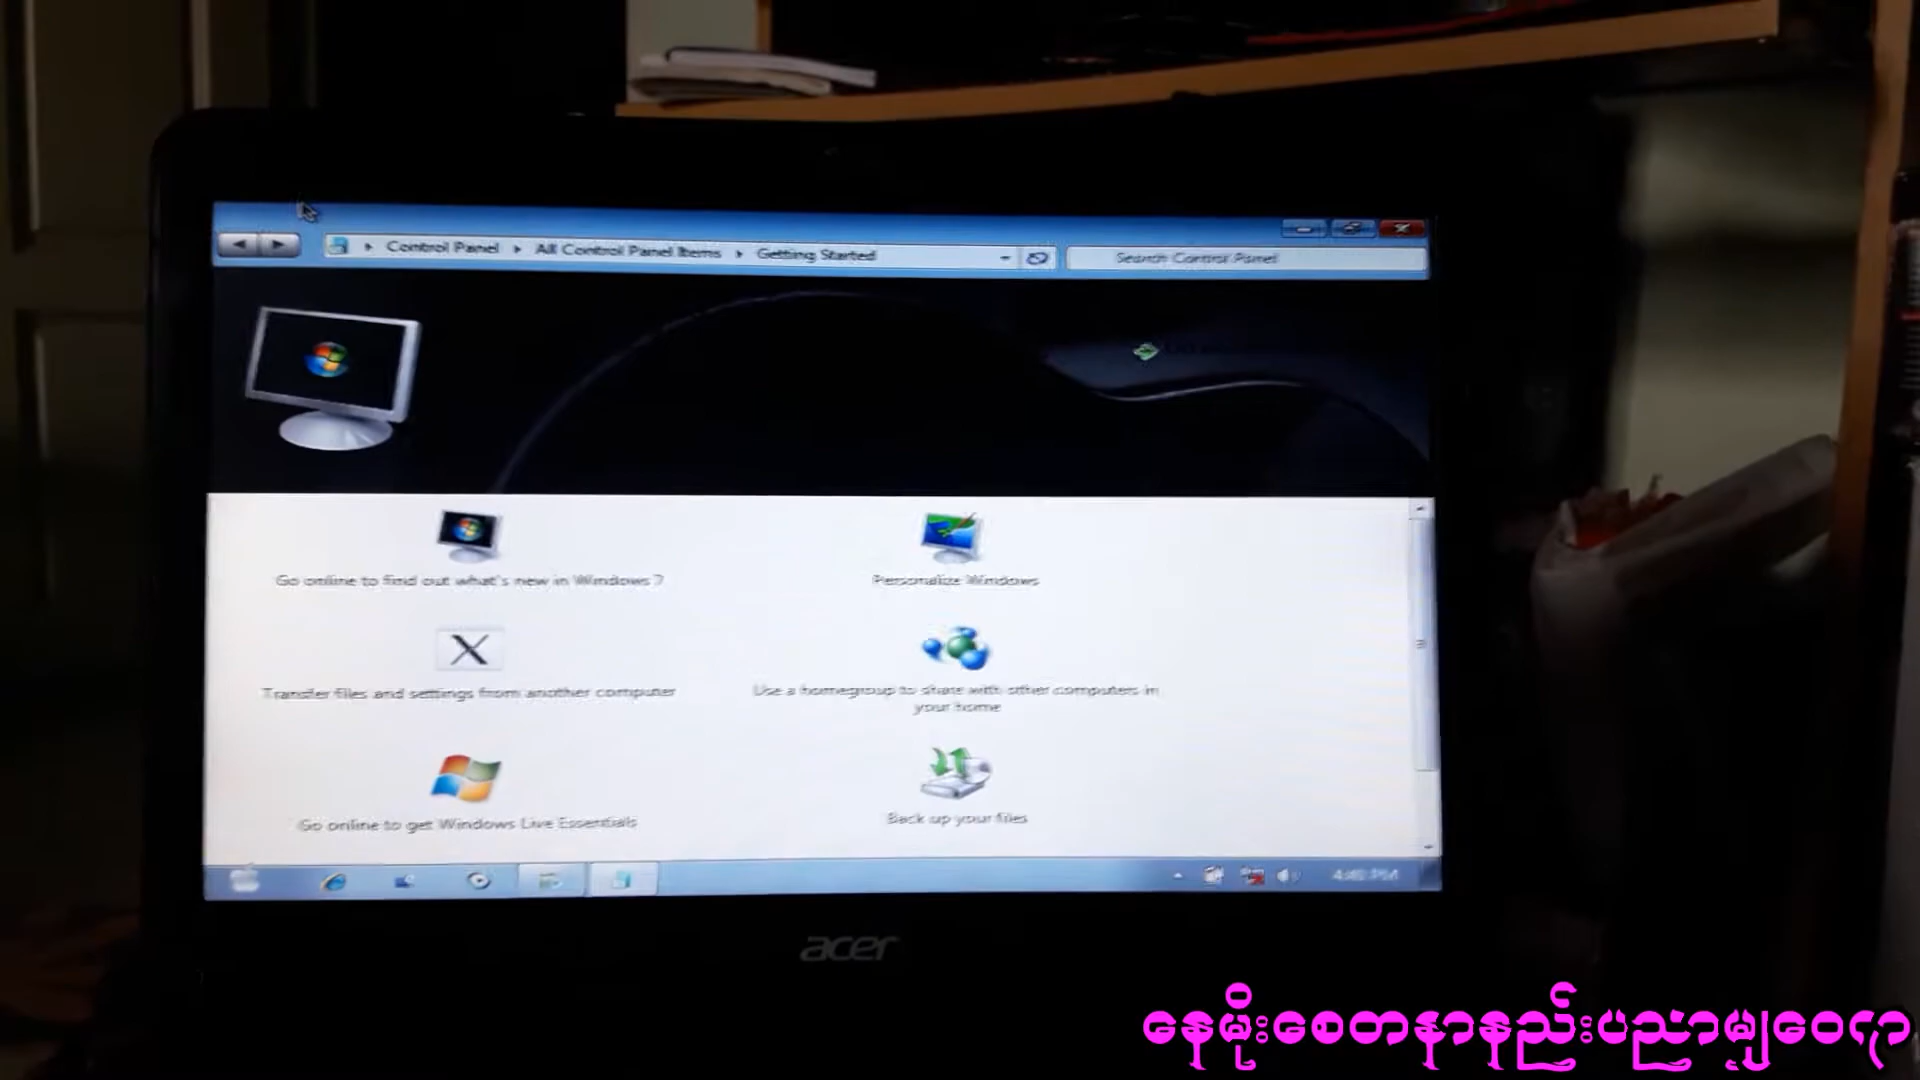 Control Panel ▸ All Control Panel Items ▸ Getting Started
Search Control Panel
Go online to find out what's new in Windows 7
Personalize Windows
Transfer files and settings from another computer
Use a homegroup to share with other computers in
your home
Go online to get Windows Live Essentials
Back up your files
acer
နေမိုးစေတနာနည်းပညာမျှဝေဂျာ